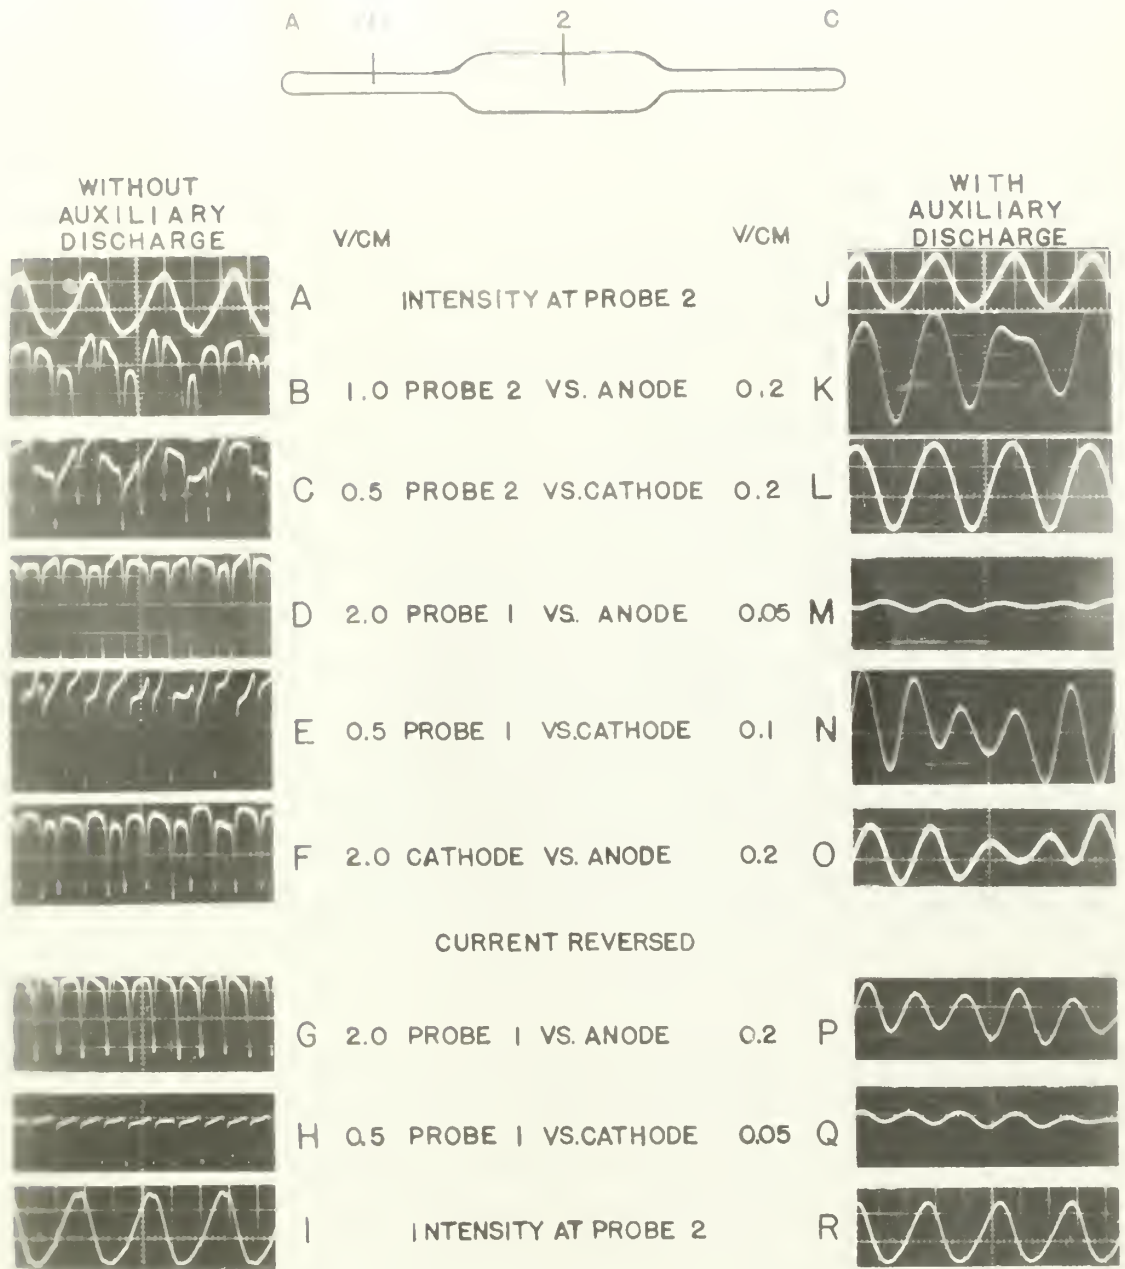 A 2 C
WITHOUT
AUXILIARY
DISCHARGE
V/CM V/CM
WITH
AUXILIARY
DISCHARGE
A INTENSITY AT PROBE 2 J
B 1.0 PROBE 2 VS. ANODE 0.2 K
C 0.5 PROBE 2 VS.CATHODE 0.2 L
D 2.0 PROBE 1 VS. ANODE 0.05 M
E 0.5 PROBE 1 VS.CATHODE 0.1 N
F 2.0 CATHODE VS. ANODE 0.2 O
CURRENT REVERSED
G 2.0 PROBE 1 VS. ANODE 0.2 P
H 0.5 PROBE 1 VS.CATHODE 0.05 Q
I INTENSITY AT PROBE 2 R